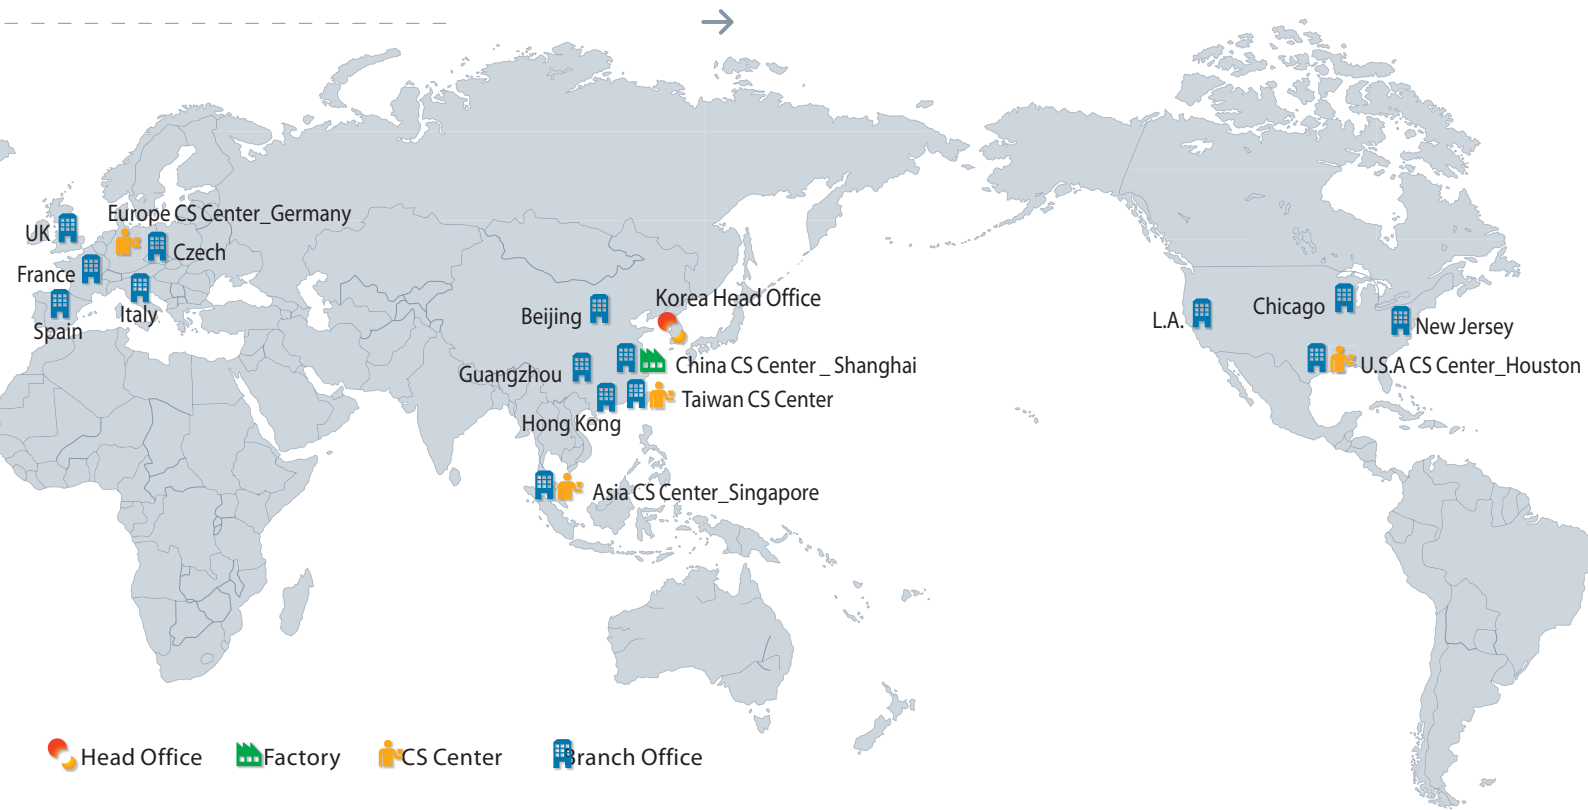 Europe CS Center_Germany
UK
Czech
France
Italy
Spain
Korea Head Office
Beijing
China CS Center _ Shanghai
Guangzhou
Taiwan CS Center
Hong Kong
Asia CS Center_Singapore
L.A.
Chicago
New Jersey
U.S.A CS Center_Houston
Head Office
Factory
CS Center
Branch Office